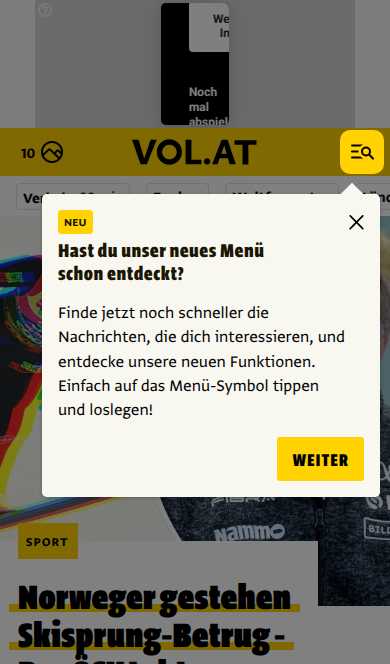 We
In
Noch
mal
abspiel
10
VOL.AT
NEU
Hast du unser neues Menü
schon entdeckt?
Finde jetzt noch schneller die
Nachrichten, die dich interessieren, und
entdecke unsere neuen Funktionen.
Einfach auf das Menü-Symbol tippen
und loslegen!
WEITER
Nammo
BIL
SPORT
Norweger gestehen
Skisprung-Betrug -